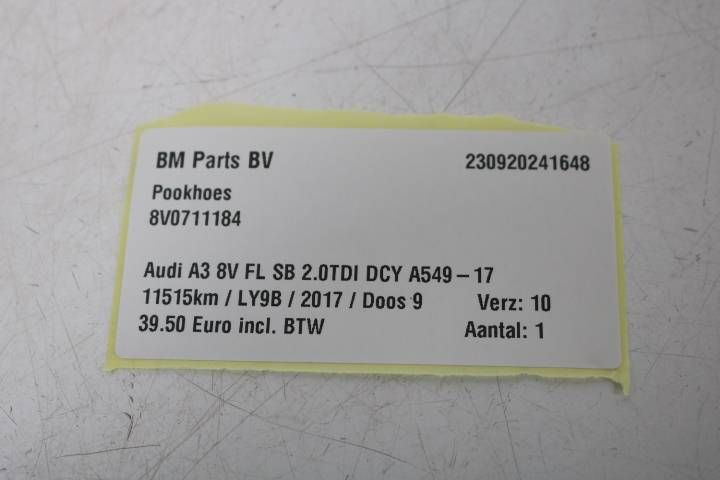 BM Parts BV 230920241648
Pookhoes
8V0711184
Audi A3 8V FL SB 2.0TDI DCY A549-17
11515km / LY9B / 2017 / Doos 9 Verz: 10
39.50 Euro incl. BTW Aantal: 1